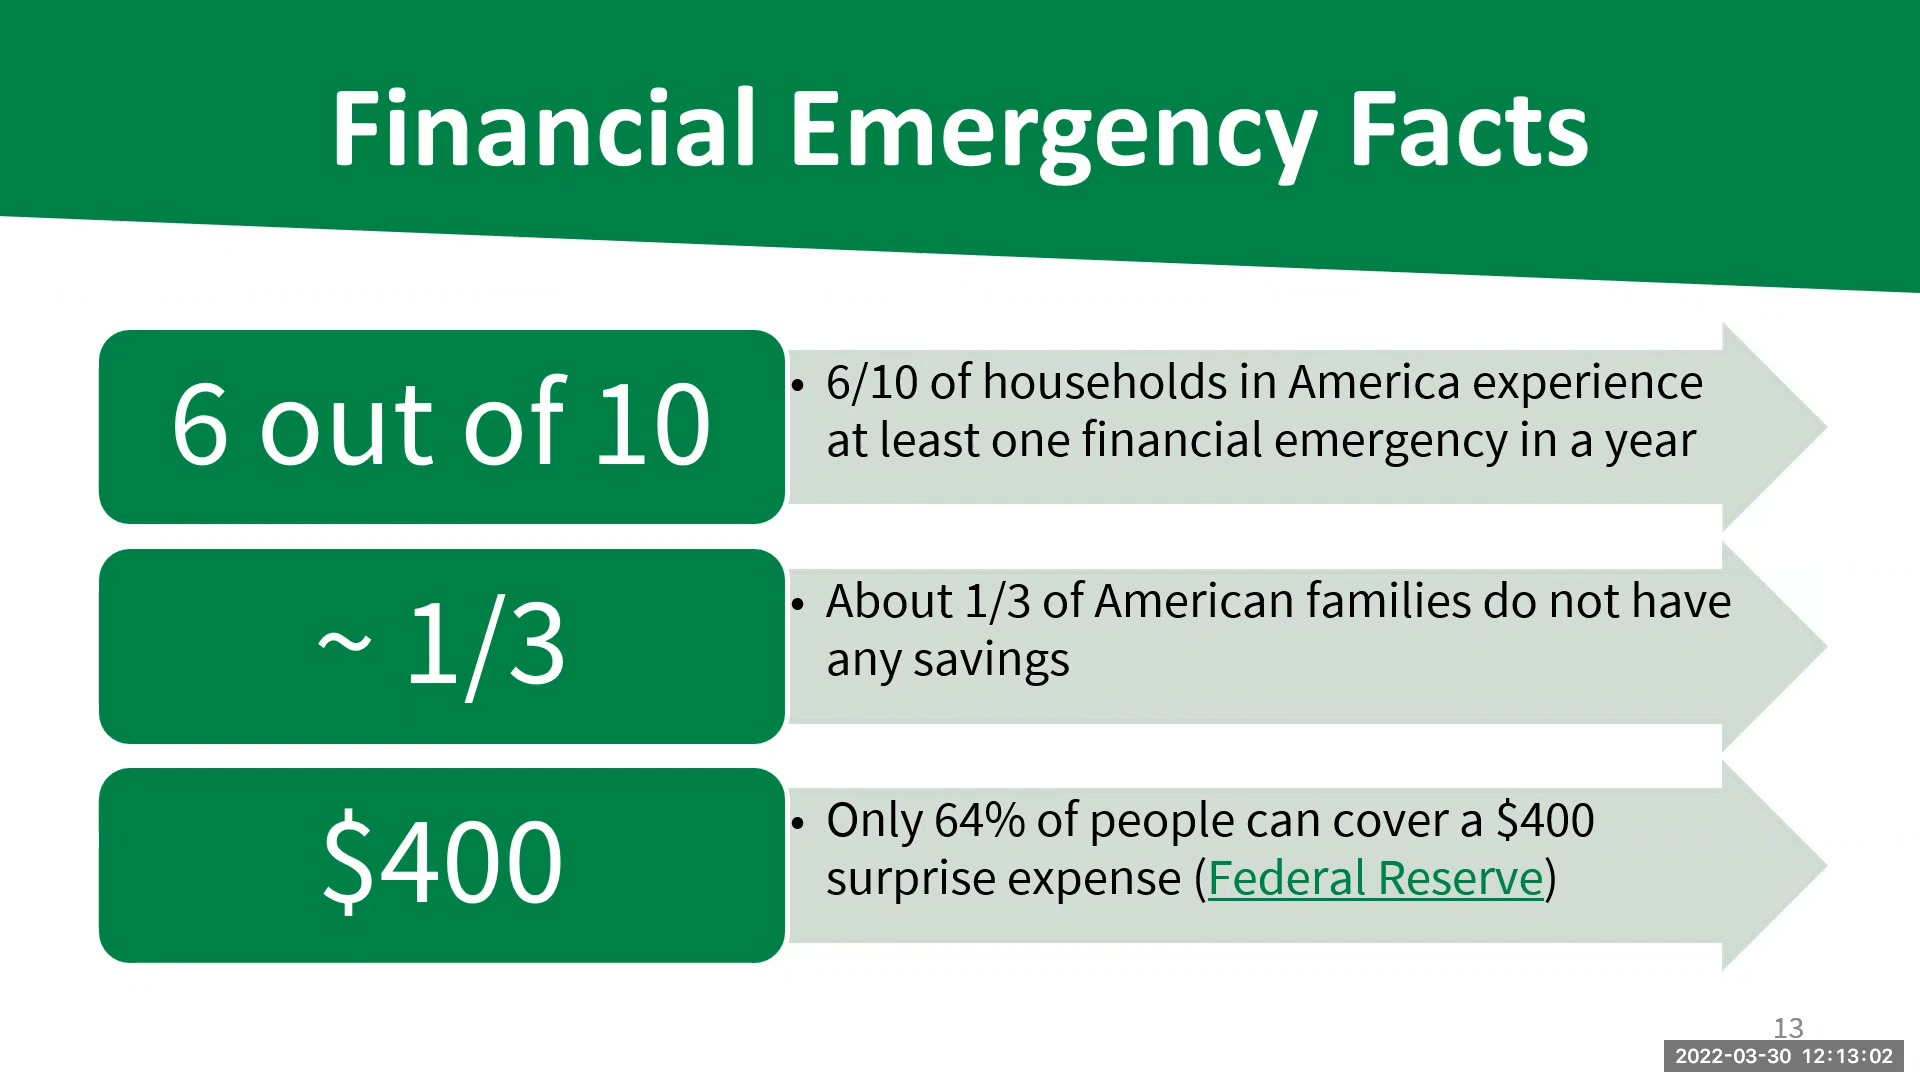 Financial Emergency Facts
6 out of 10
• 6/10 of households in America experience
at least one financial emergency in a year
~ 1/3
• About 1/3 of American families do not have
any savings
$400
• Only 64% of people can cover a $400
surprise expense (Federal Reserve)
13
2022-03-30 12:13:02